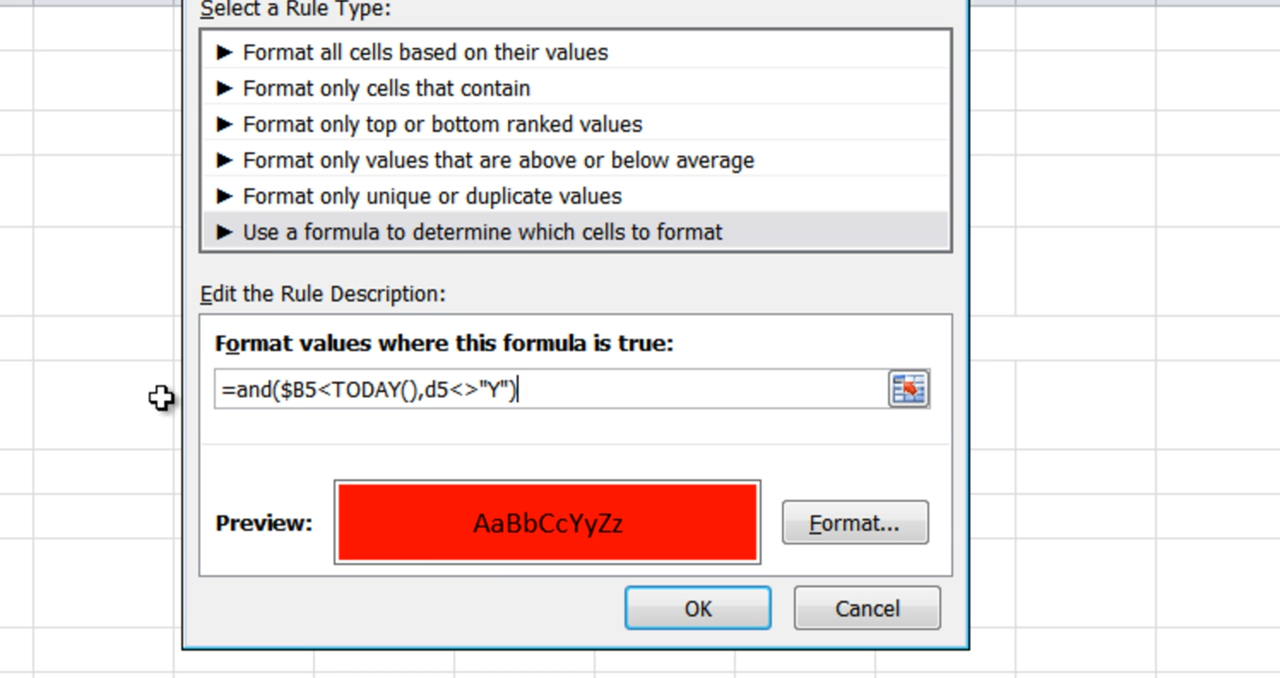 Select a Rule Type:
► Format all cells based on their values
► Format only cells that contain
► Format only top or bottom ranked values
► Format only values that are above or below average
► Format only unique or duplicate values
► Use a formula to determine which cells to format
Edit the Rule Description:
Format values where this formula is true:
=and($B5<TODAY(),d5<>"Y")
Preview:
AaBbCcYyZz
Format...
OK
Cancel